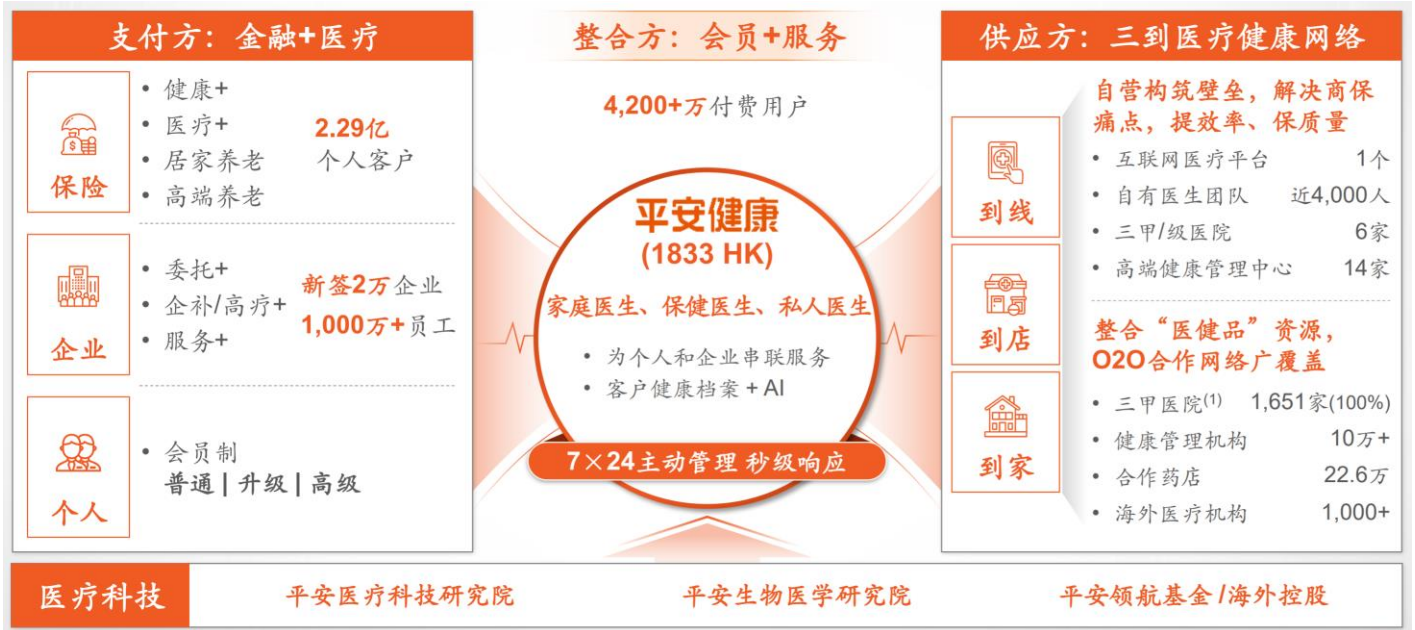 支付方：金融+医疗
保险
• 健康+
• 医疗+
• 居家养老
• 高端养老
2.29亿
个人客户
企业
• 委托+
• 企补/高疗+
• 服务+
新签2万企业
1,000万+员工
个人
• 会员制
普通 | 升级 | 高级
整合方：会员+服务
4,200+万付费用户
平安健康
(1833 HK)
家庭医生、保健医生、私人医生
• 为个人和企业串联服务
• 客户健康档案 + AI
7×24主动管理 秒级响应
供应方：三到医疗健康网络
到线
到店
到家
自营构筑壁垒，解决商保
痛点，提效率、保质量
• 互联网医疗平台 1个
• 自有医生团队 近4,000人
• 三甲/级医院 6家
• 高端健康管理中心 14家
整合“医健品”资源，
O2O合作网络广覆盖
• 三甲医院(1) 1,651家(100%)
• 健康管理机构 10万+
• 合作药店 22.6万
• 海外医疗机构 1,000+
医疗科技
平安医疗科技研究院
平安生物医学研究院
平安领航基金/海外控股